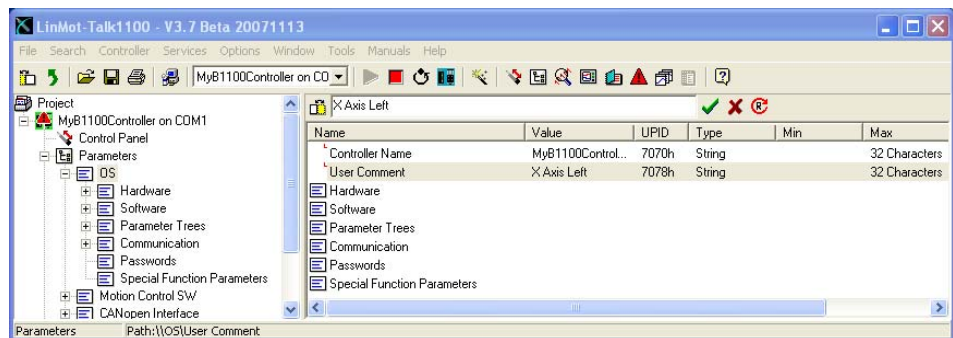 LinMot-Talk1100 - V3.7 Beta 20071113
File Search Controller Services Options Window Tools Manuals Help
MyB1100Controller on CO
Project
MyB1100Controller on COM1
Control Panel
Parameters
OS
Hardware
Software
Parameter Trees
Communication
Passwords
Special Function Parameters
Motion Control SW
CANopen Interface
X Axis Left
Name Value UPID Type Min Max
Controller Name MyB1100Control... 7070h String 32 Characters
User Comment X Axis Left 7078h String 32 Characters
Hardware
Software
Parameter Trees
Communication
Passwords
Special Function Parameters
Parameters Path:\\OS\User Comment